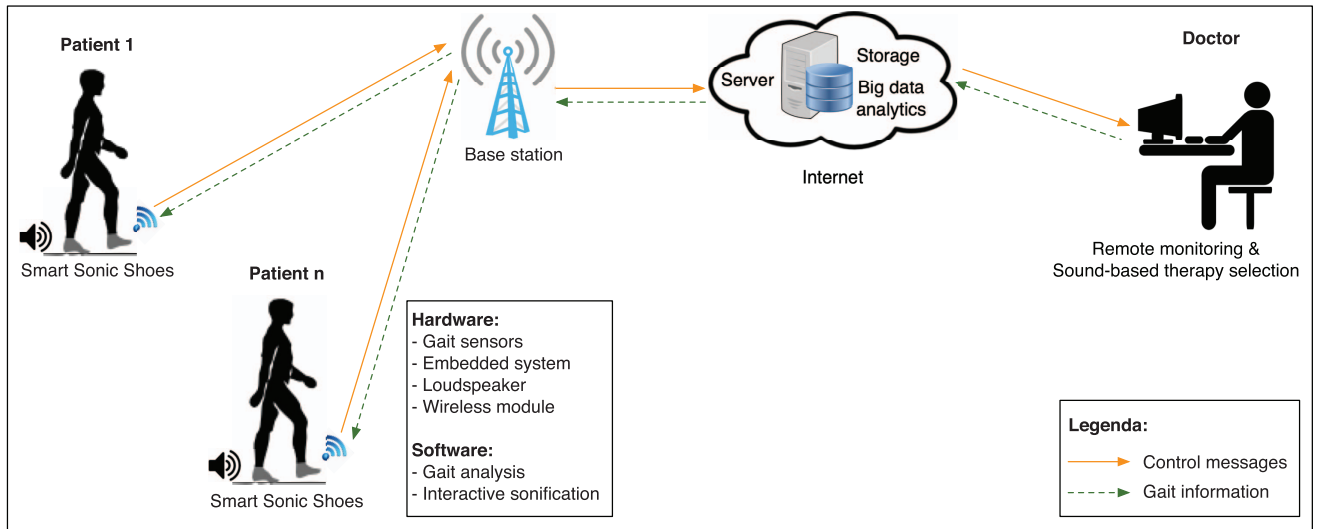 Patient 1
Smart Sonic Shoes
Patient n
Smart Sonic Shoes
Hardware:
- Gait sensors
- Embedded system
- Loudspeaker
- Wireless module
Software:
- Gait analysis
- Interactive sonification
Base station
Server
Storage
Big data
analytics
Internet
Doctor
Remote monitoring &
Sound-based therapy selection
Legenda:
Control messages
Gait information